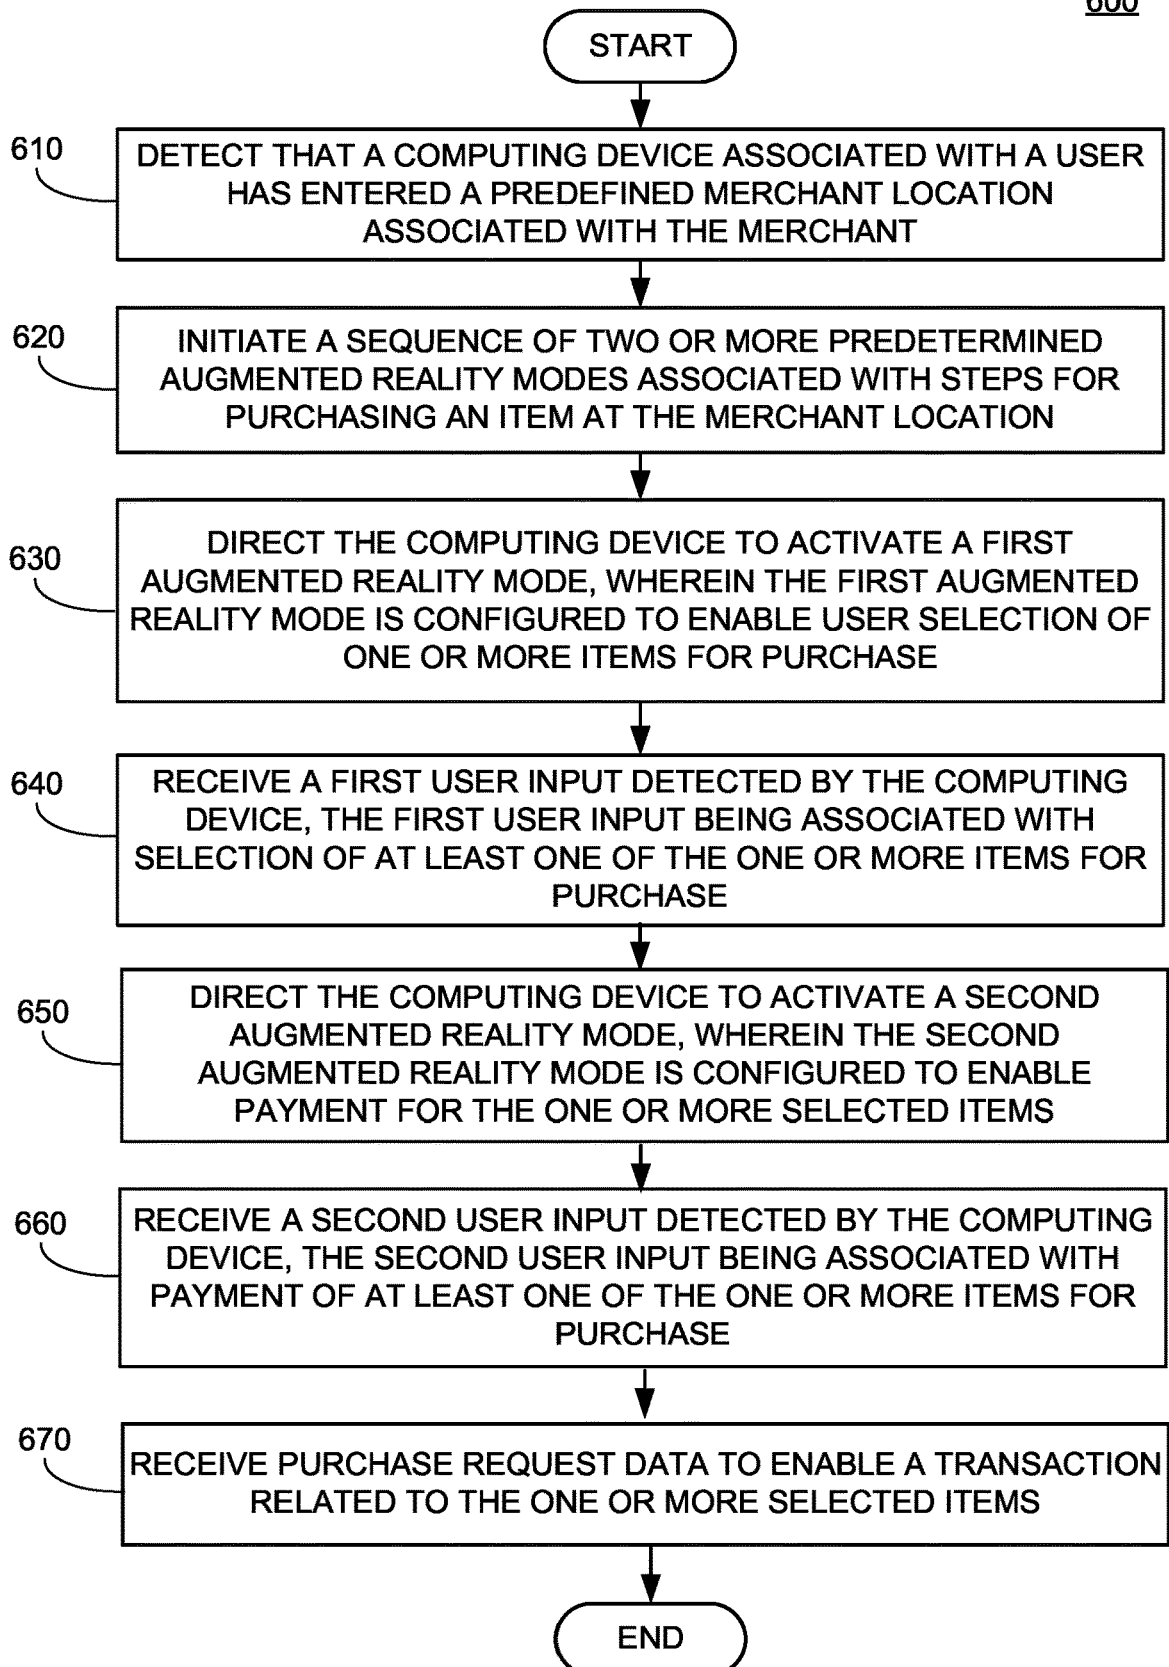 600
START
610
DETECT THAT A COMPUTING DEVICE ASSOCIATED WITH A USER
HAS ENTERED A PREDEFINED MERCHANT LOCATION
ASSOCIATED WITH THE MERCHANT
620
INITIATE A SEQUENCE OF TWO OR MORE PREDETERMINED
AUGMENTED REALITY MODES ASSOCIATED WITH STEPS FOR
PURCHASING AN ITEM AT THE MERCHANT LOCATION
630
DIRECT THE COMPUTING DEVICE TO ACTIVATE A FIRST
AUGMENTED REALITY MODE, WHEREIN THE FIRST AUGMENTED
REALITY MODE IS CONFIGURED TO ENABLE USER SELECTION OF
ONE OR MORE ITEMS FOR PURCHASE
640
RECEIVE A FIRST USER INPUT DETECTED BY THE COMPUTING
DEVICE, THE FIRST USER INPUT BEING ASSOCIATED WITH
SELECTION OF AT LEAST ONE OF THE ONE OR MORE ITEMS FOR
PURCHASE
650
DIRECT THE COMPUTING DEVICE TO ACTIVATE A SECOND
AUGMENTED REALITY MODE, WHEREIN THE SECOND
AUGMENTED REALITY MODE IS CONFIGURED TO ENABLE
PAYMENT FOR THE ONE OR MORE SELECTED ITEMS
660
RECEIVE A SECOND USER INPUT DETECTED BY THE COMPUTING
DEVICE, THE SECOND USER INPUT BEING ASSOCIATED WITH
PAYMENT OF AT LEAST ONE OF THE ONE OR MORE ITEMS FOR
PURCHASE
670
RECEIVE PURCHASE REQUEST DATA TO ENABLE A TRANSACTION
RELATED TO THE ONE OR MORE SELECTED ITEMS
END